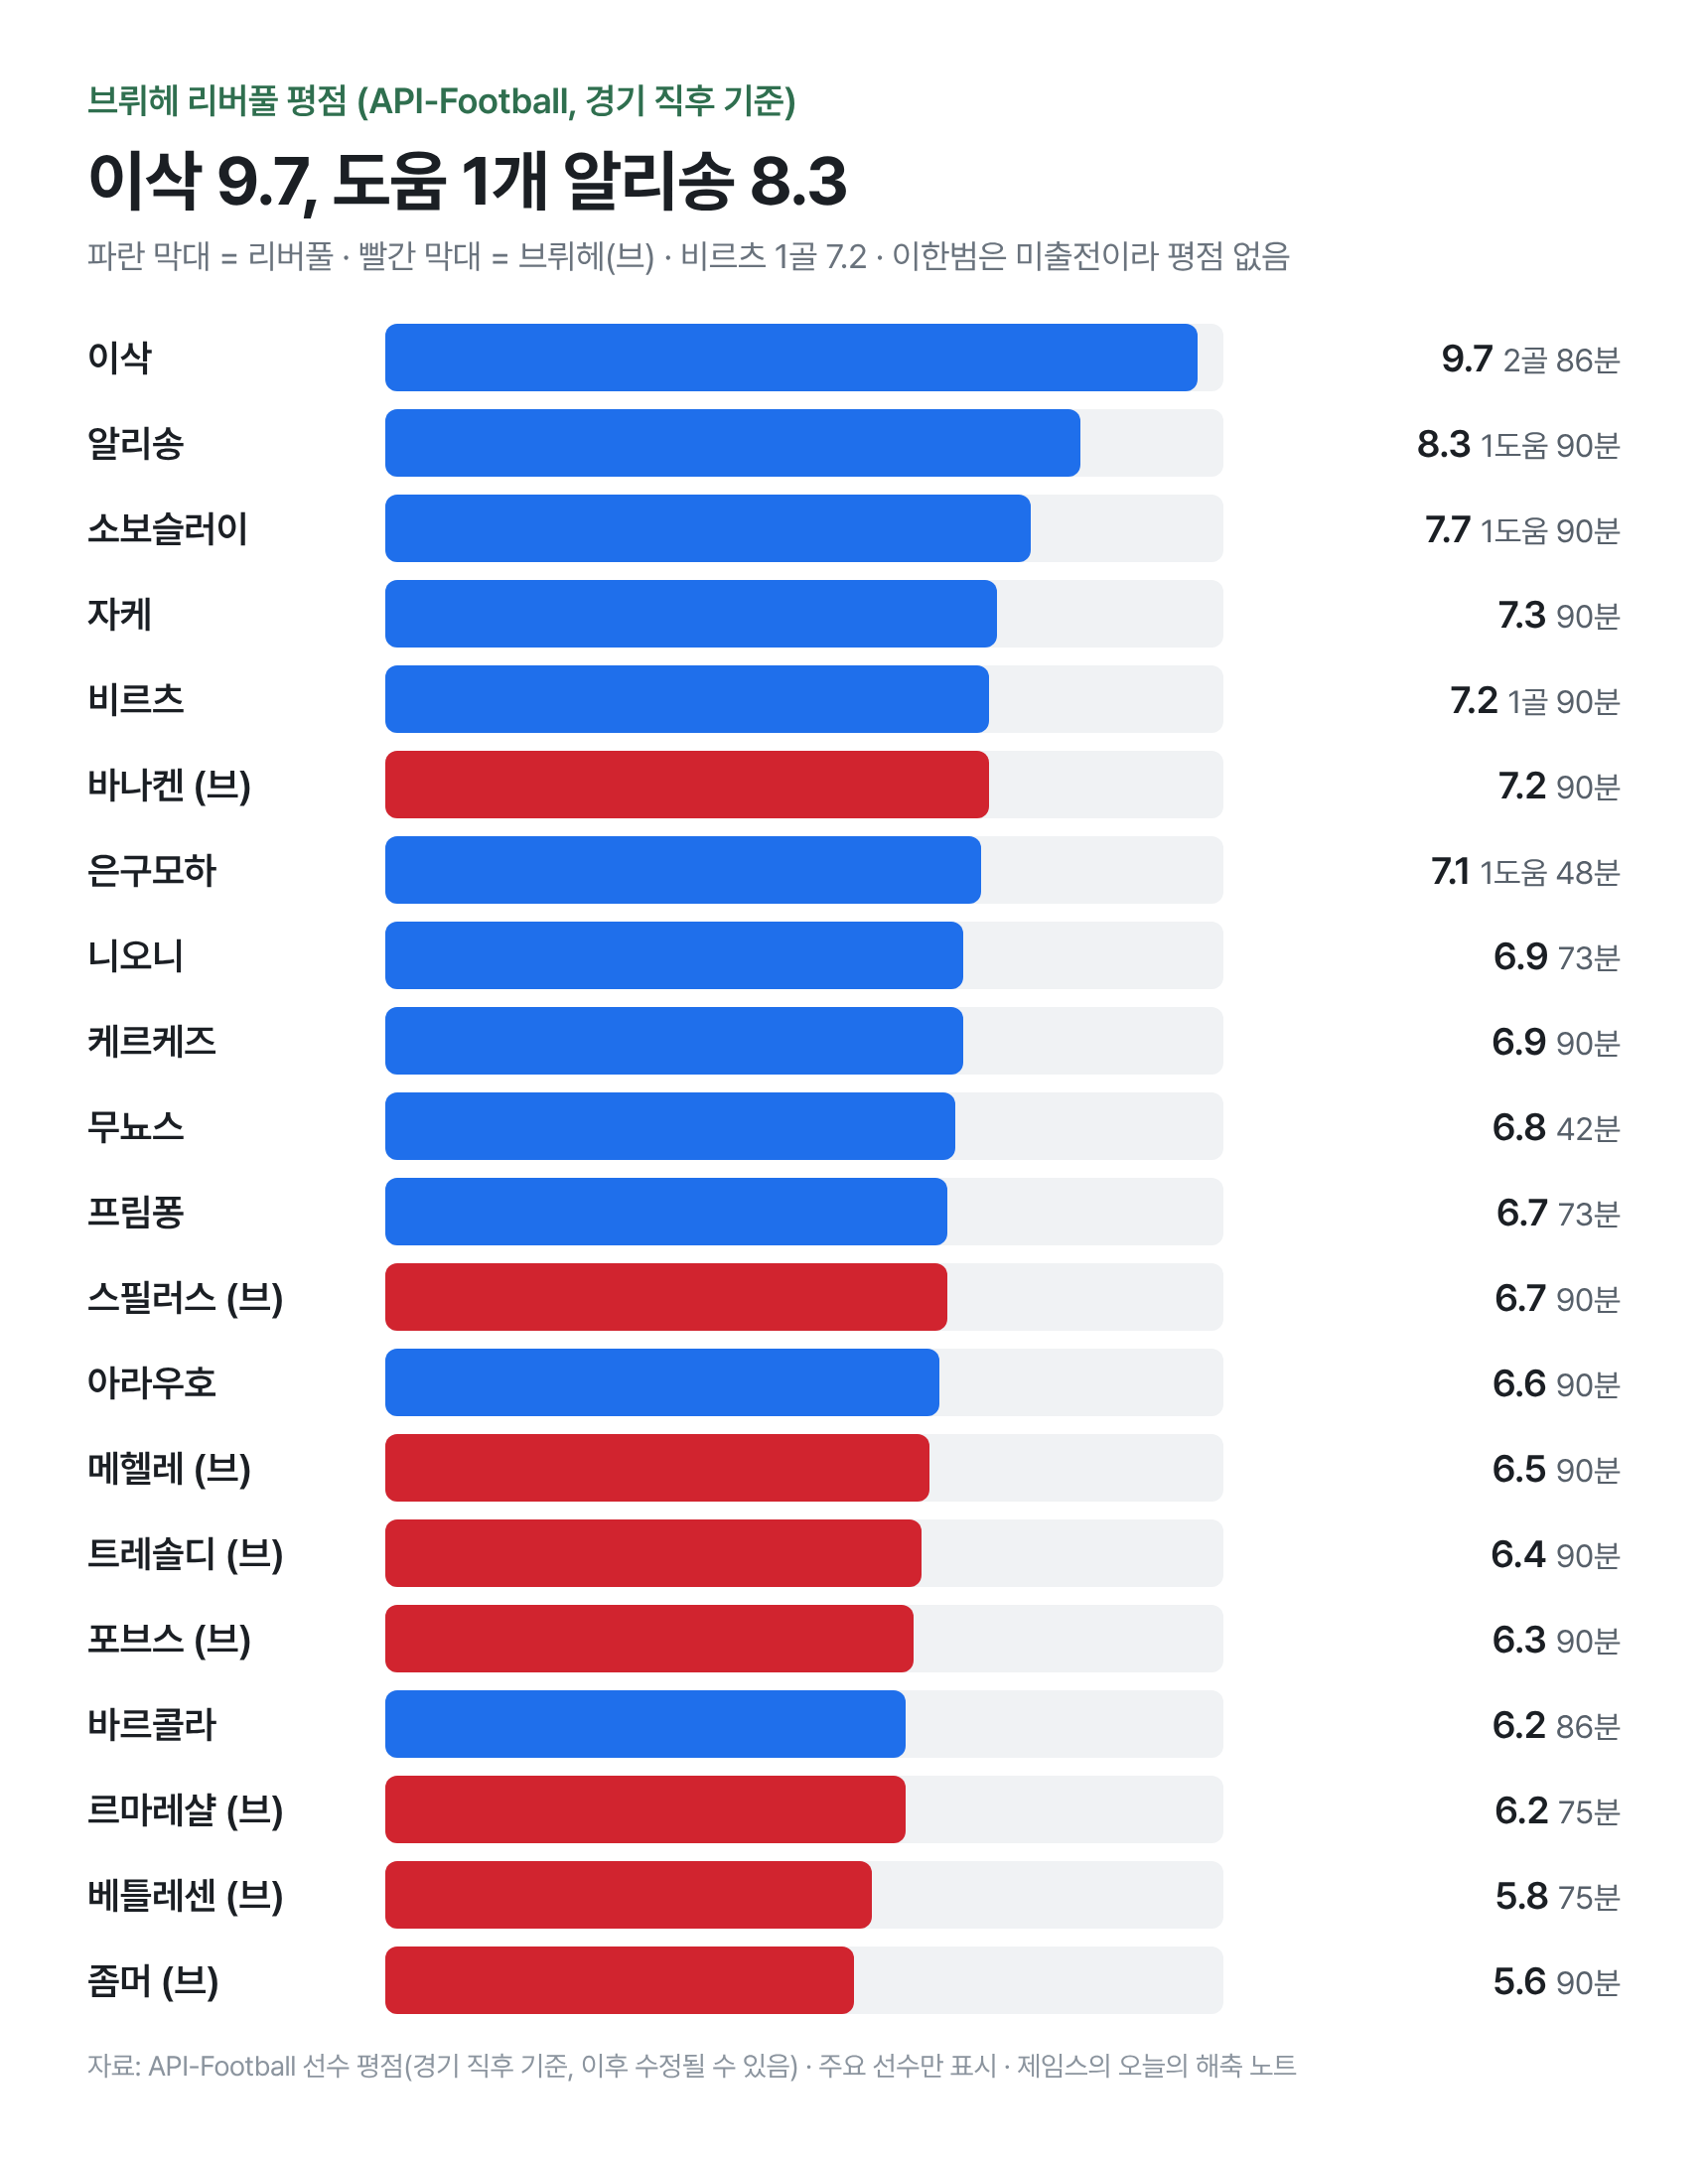 브뤼헤 리버풀 평점 (API-Football, 경기 직후 기준)
이삭 9.7, 도움 1개 알리송 8.3
파란 막대 = 리버풀 · 빨간 막대 = 브뤼헤(브) · 비르츠 1골 7.2 · 이한범은 미출전이라 평점 없음
이삭 9.7 2골 86분
알리송 8.3 1도움 90분
소보슬러이 7.7 1도움 90분
자케 7.3 90분
비르츠 7.2 1골 90분
바나켄 (브) 7.2 90분
은구모하 7.1 1도움 48분
니오니 6.9 73분
케르케즈 6.9 90분
무뇨스 6.8 42분
프림퐁 6.7 73분
스필러스 (브) 6.7 90분
아라우호 6.6 90분
메헬레 (브) 6.5 90분
트레솔디 (브) 6.4 90분
포브스 (브) 6.3 90분
바르콜라 6.2 86분
르마레샬 (브) 6.2 75분
베틀레센 (브) 5.8 75분
좀머 (브) 5.6 90분
자료: API-Football 선수 평점(경기 직후 기준, 이후 수정될 수 있음) · 주요 선수만 표시 · 제임스의 오늘의 해축 노트